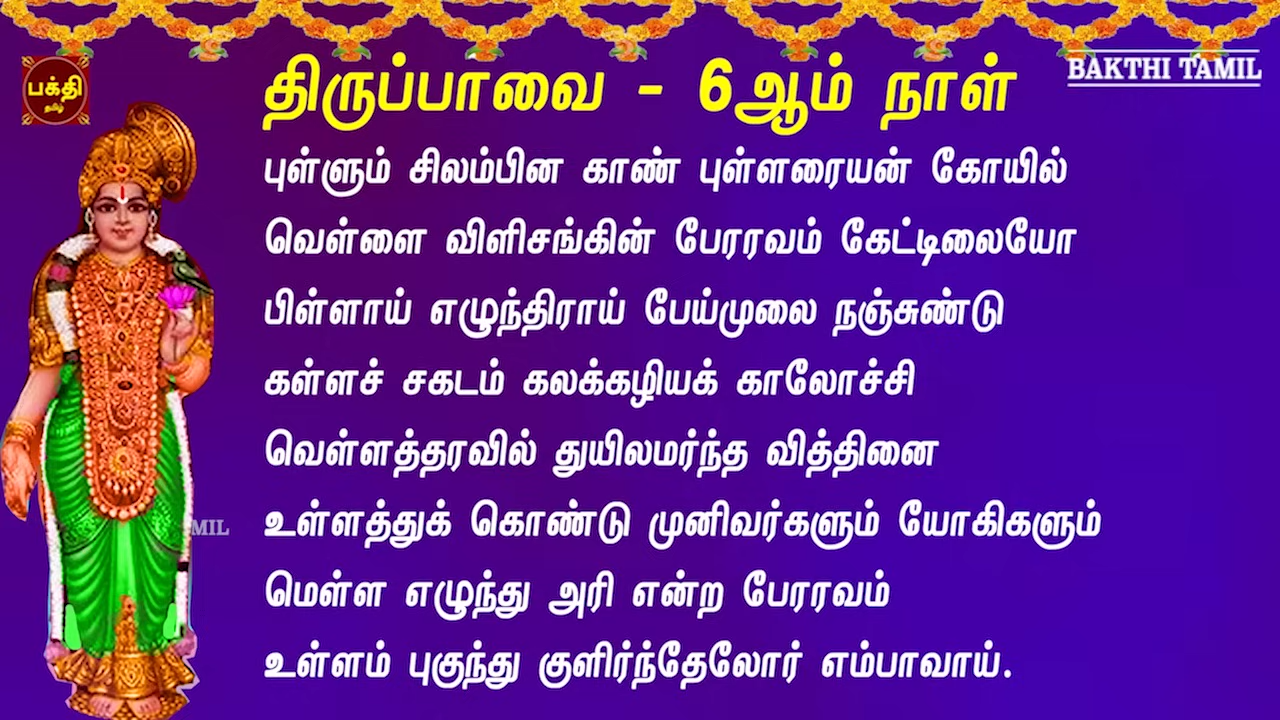 திருப்பாவை - 6ஆம் நாள்
BAKTHI TAMIL
பக்தி
தமிழ்
புள்ளும் சிலம்பின காண் புள்ளரையன் கோயில்
வெள்ளை விளிசங்கின் பேரரவம் கேட்டிலையோ
பிள்ளாய் எழுந்திராய் பேய்முலை நஞ்சுண்டு
கள்ளச் சகடம் கலக்கழியக் காலோச்சி
வெள்ளத்தரவில் துயிலமர்ந்த வித்தினை
உள்ளத்துக் கொண்டு முனிவர்களும் யோகிகளும்
மெள்ள எழுந்து அரி என்ற பேரரவம்
உள்ளம் புகுந்து குளிர்ந்தேலோர் எம்பாவாய்.